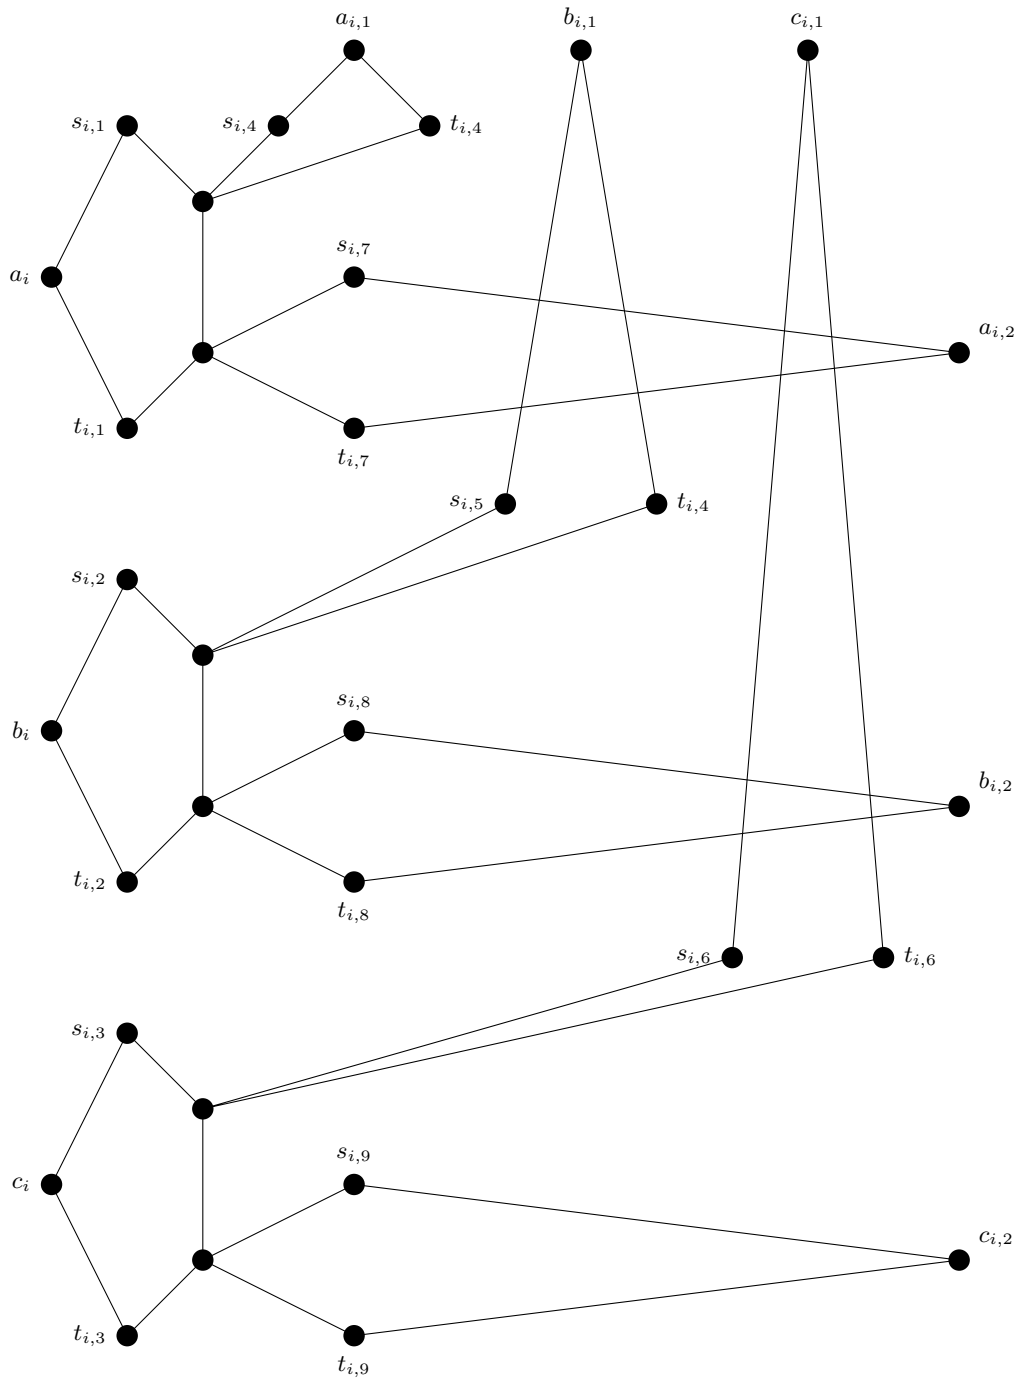 a_{i,1} b_{i,1} c_{i,1}
s_{i,1} s_{i,4} t_{i,4}
s_{i,7}
a_i
a_{i,2}
t_{i,1}
t_{i,7}
s_{i,5} t_{i,4}
s_{i,2}
s_{i,8}
b_i
b_{i,2}
t_{i,2}
t_{i,8}
s_{i,6} t_{i,6}
s_{i,3}
s_{i,9}
c_i
c_{i,2}
t_{i,3}
t_{i,9}